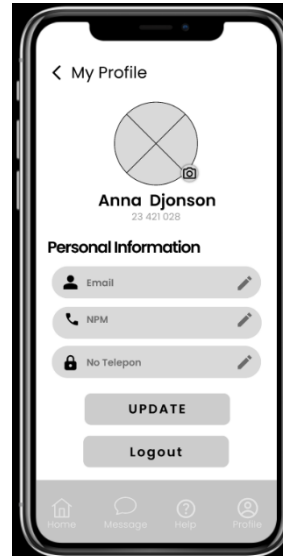 My Profile
Anna Djonson
23 421 028
Personal Information
Email
NPM
No Telepon
UPDATE
Logout
Home Message Help Profile